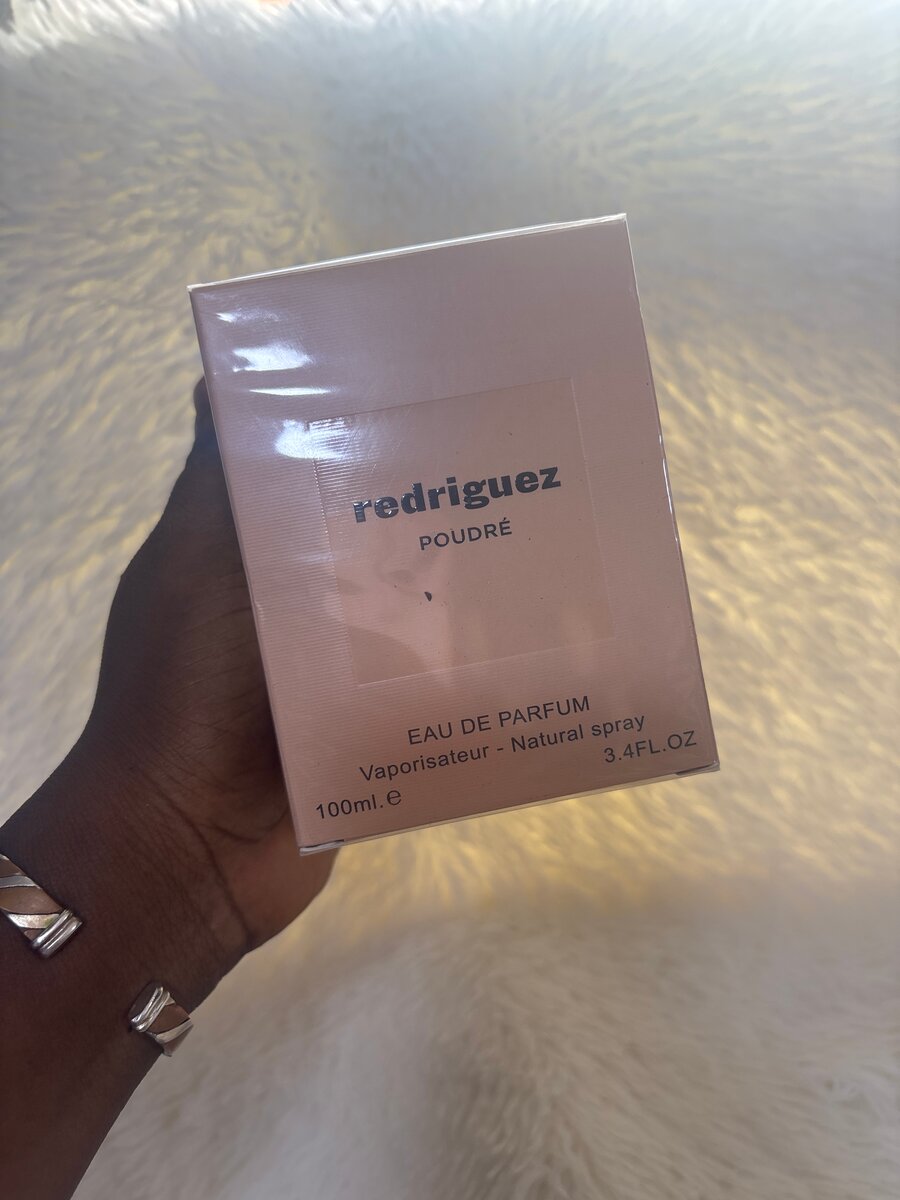 redriguez
POUDRÉ
EAU DE PARFUM
Vaporisateur - Natural spray
100ml.e 3.4FL.OZ